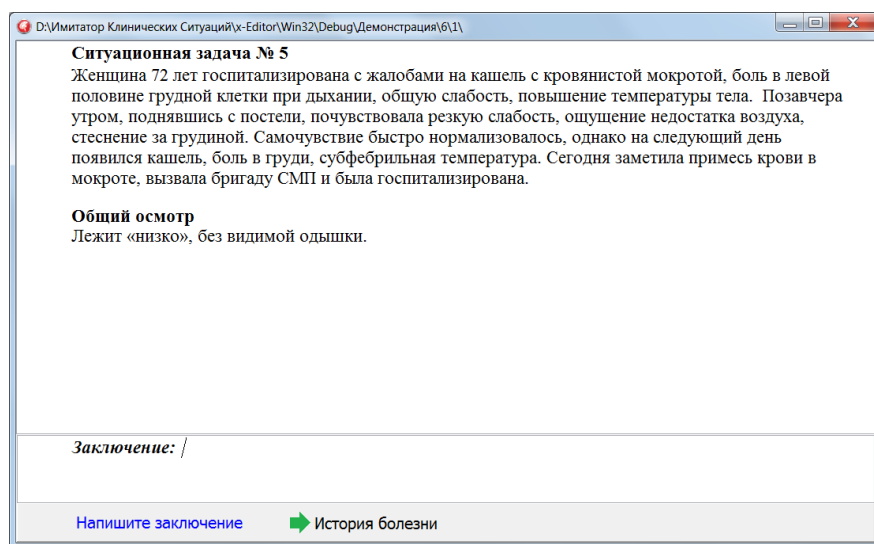 D:\Имитатор Клинических Ситуаций\x-Editor\Win32\Debug\Демонстрация\6\1\
Ситуационная задача № 5
Женщина 72 лет госпитализирована с жалобами на кашель с кровянистой мокротой, боль в левой
половине грудной клетки при дыхании, общую слабость, повышение температуры тела.  Позавчера
утром, поднявшись с постели, почувствовала резкую слабость, ощущение недостатка воздуха,
стеснение за грудиной. Самочувствие быстро нормализовалось, однако на следующий день
появился кашель, боль в груди, субфебрильная температура. Сегодня заметила примесь крови в
мокроте, вызвала бригаду СМП и была госпитализирована.
Общий осмотр
Лежит «низко», без видимой одышки.
Заключение:
Напишите заключение История болезни